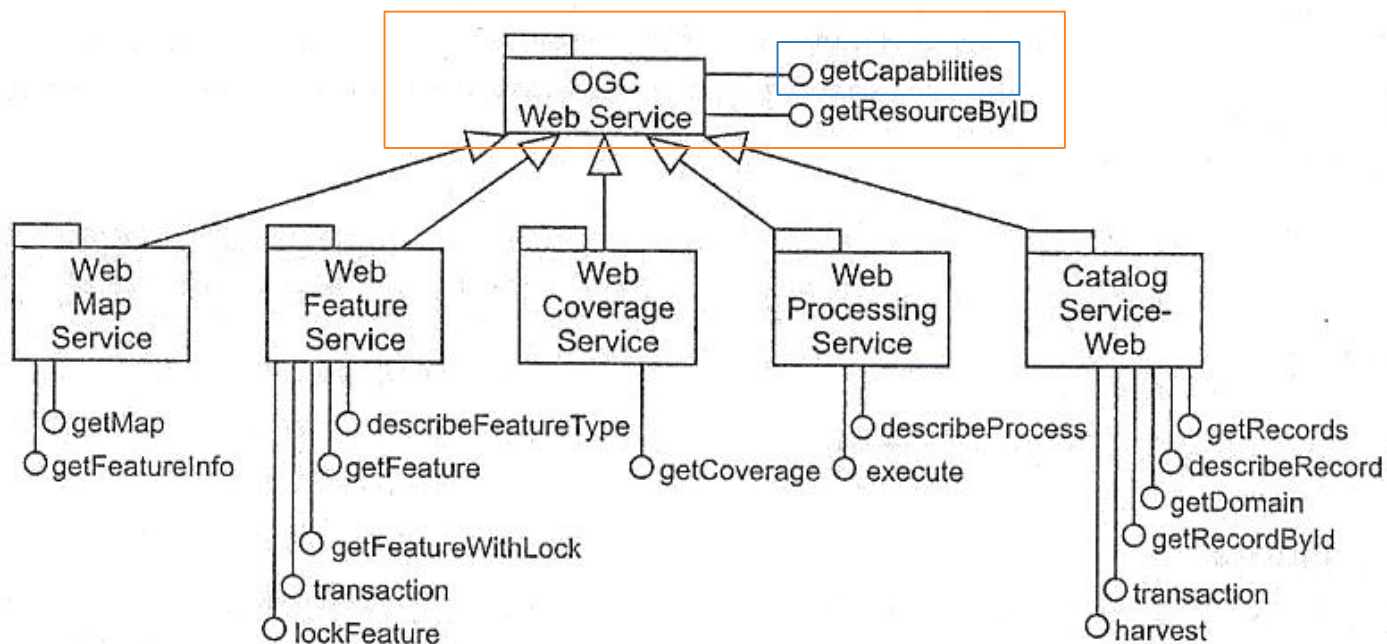 OGC
Web Service
getCapabilities
getResourceByID
Web
Map
Service
Web
Feature
Service
Web
Coverage
Service
Web
Processing
Service
Catalog
Service-
Web
getMap
getFeatureInfo
describeFeatureType
getFeature
getFeatureWithLock
transaction
lockFeature
getCoverage
describeProcess
execute
getRecords
describeRecord
getDomain
getRecordById
transaction
harvest